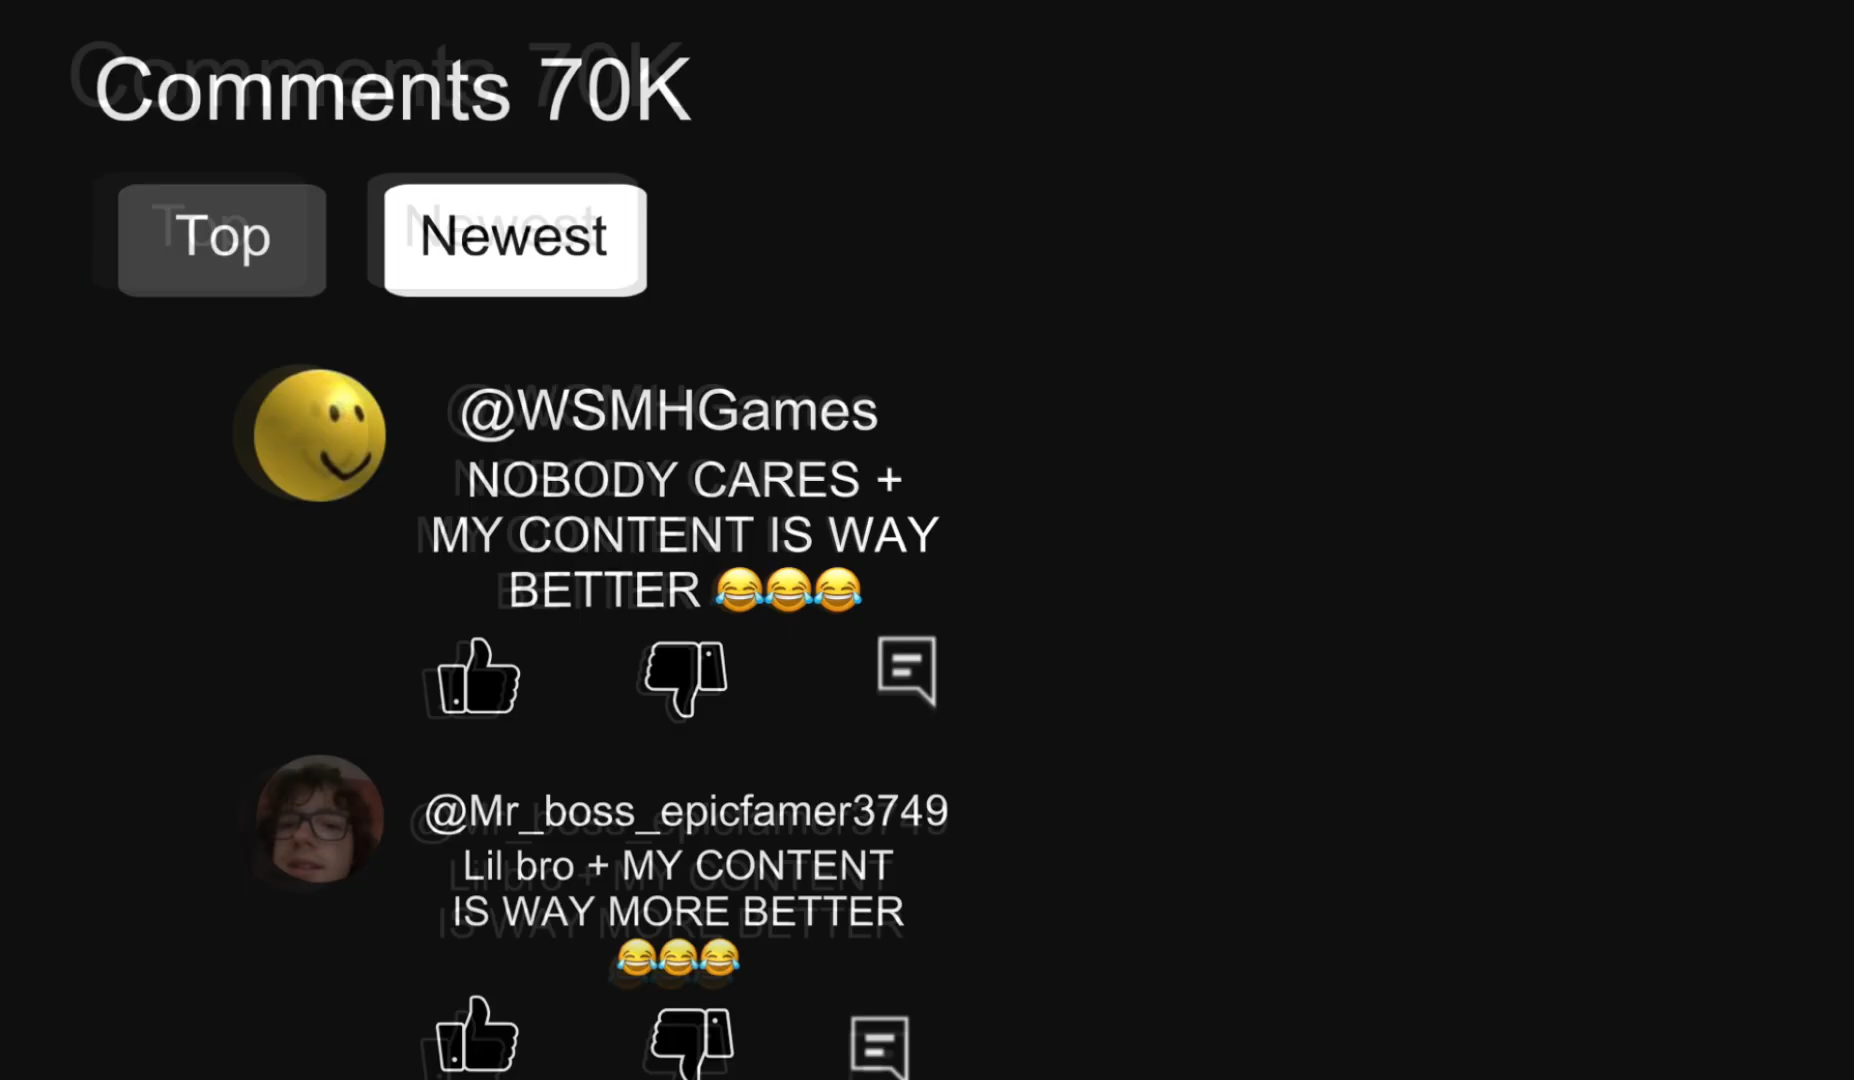 Comments 70K
Top
Newest
@WSMHGames
NOBODY CARES +
MY CONTENT IS WAY
BETTER 😂😂😂
@Mr_boss_epicfamer3749
Lil bro + MY CONTENT
IS WAY MORE BETTER
😂😂😂